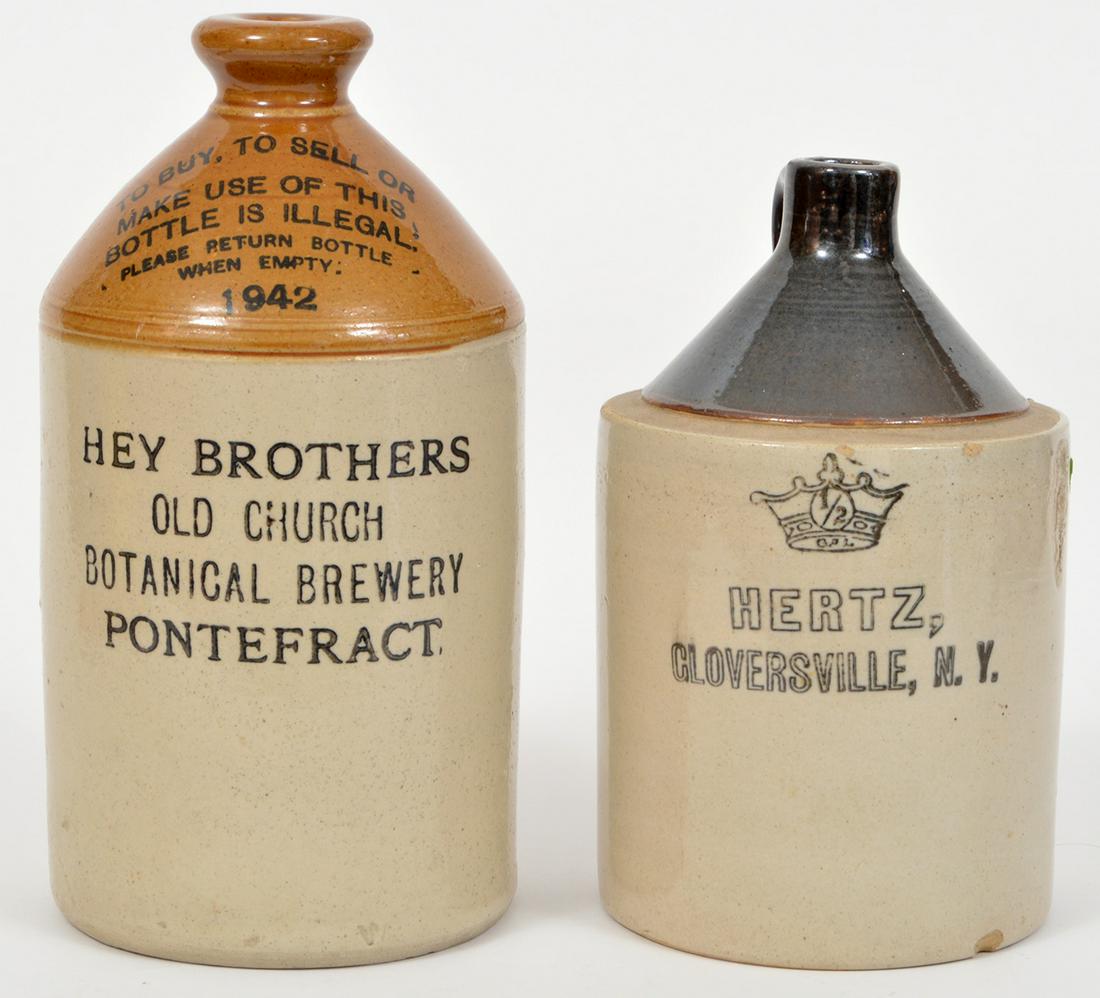 TO BUY, TO SELL OR
MAKE USE OF THIS
BOTTLE IS ILLEGAL.
PLEASE RETURN BOTTLE
WHEN EMPTY.
1942
HEY BROTHERS
OLD CHURCH
BOTANICAL BREWERY
PONTEFRACT.
1/2
HERTZ,
GLOVERSVILLE, N. Y.